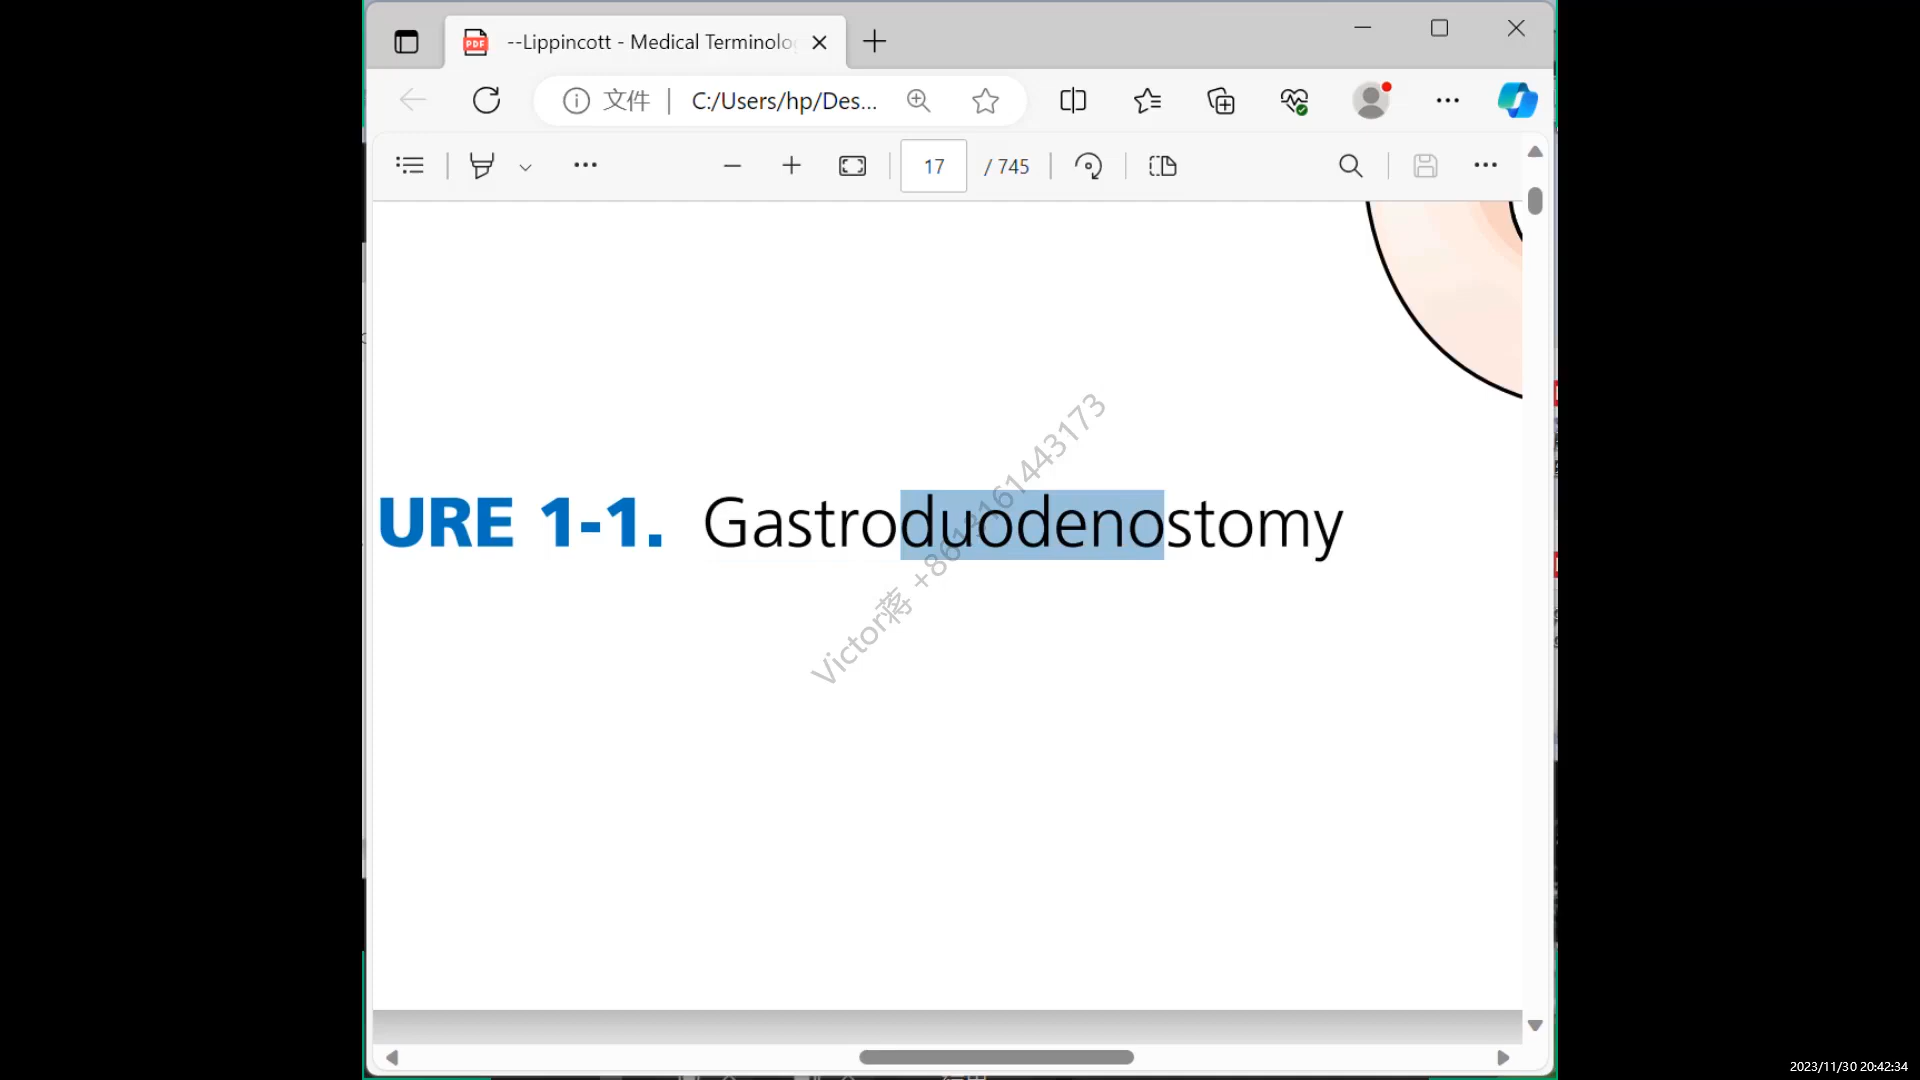 --Lippincott - Medical Terminolo
文件 | C:/Users/hp/Des...
17 / 745
URE 1-1. Gastroduodenostomy
Victor蒋 +8618161443173
2023/11/30 20:42:34